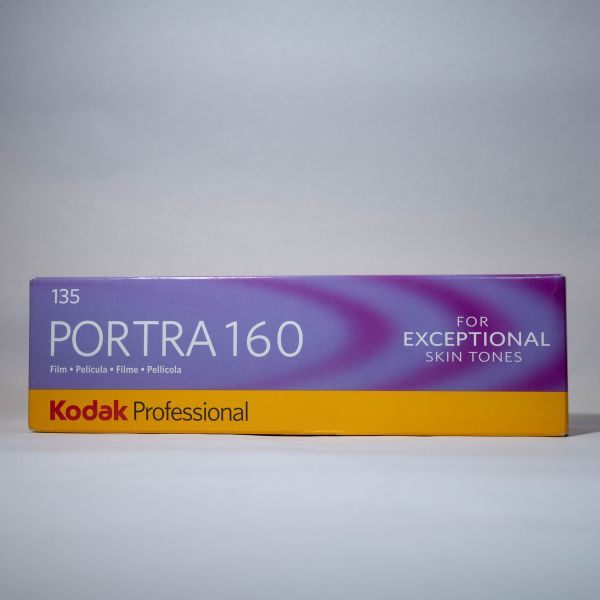 135
PORTRA 160
Film • Película • Filme • Pellicola
Kodak Professional
FOR
EXCEPTIONAL
SKIN TONES